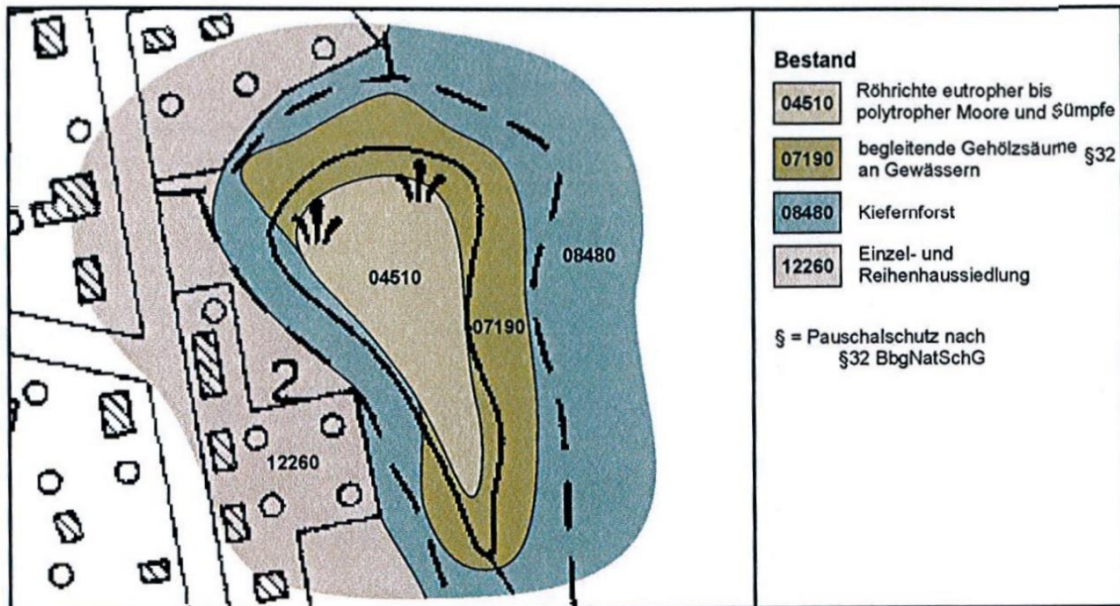 04510
08480
07190
2
12260
Bestand
04510 Röhrichte eutropher bis
polytropher Moore und Sümpfe
07190 begleitende Gehölzsäume §32
an Gewässern
08480 Kiefernforst
12260 Einzel- und
Reihenhaussiedlung
§ = Pauschalschutz nach
§32 BbgNatSchG